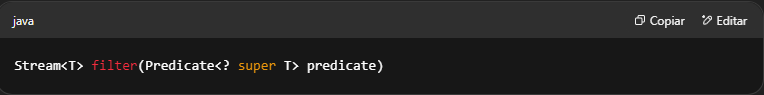 java
Copiar
Editar
Stream<T> filter(Predicate<? super T> predicate)